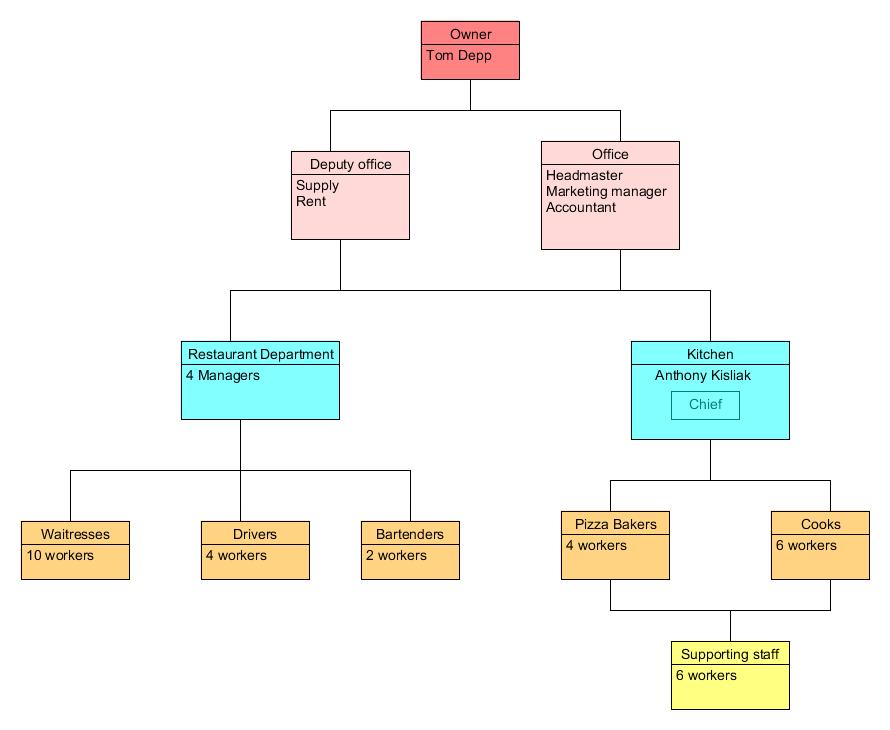 Owner
Tom Depp
Deputy office
Supply
Rent
Office
Headmaster
Marketing manager
Accountant
Restaurant Department
4 Managers
Kitchen
Anthony Kisliak
Chief
Waitresses
10 workers
Drivers
4 workers
Bartenders
2 workers
Pizza Bakers
4 workers
Cooks
6 workers
Supporting staff
6 workers